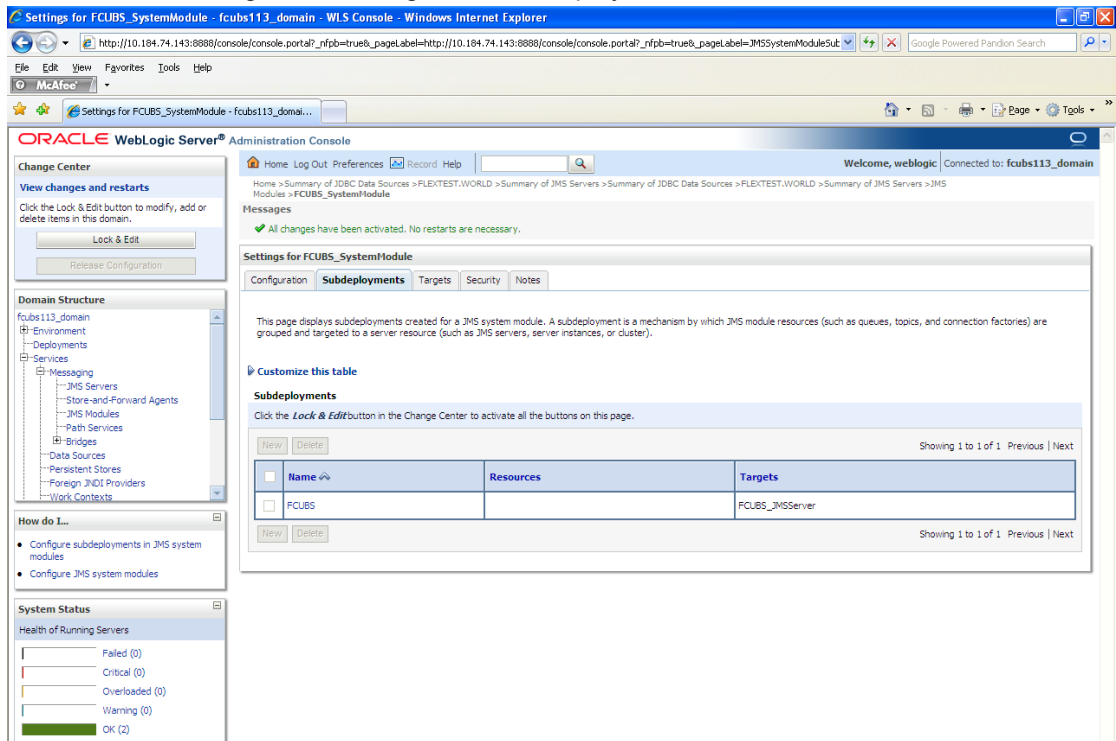 Settings for FCUBS_SystemModule - fcubs113_domain - WLS Console - Windows Internet Explorer
http://10.184.74.143:8888/console/console.portal?_nfpb=true&_pageLabel=http://10.184.74.143:8888/console/console.portal?_nfpb=true&_pageLabel=JMSSystemModuleSub
Google Powered Pandion Search
File Edit View Favorites Tools Help
McAfee
Settings for FCUBS_SystemModule - fcubs113_domai...
Page Tools »
ORACLE WebLogic Server® Administration Console
Change Center
View changes and restarts
Click the Lock & Edit button to modify, add or
delete items in this domain.
Lock & Edit
Release Configuration
Domain Structure
fcubs113_domain
Environment
Deployments
Services
Messaging
JMS Servers
Store-and-Forward Agents
JMS Modules
Path Services
Bridges
Data Sources
Persistent Stores
Foreign JNDI Providers
Work Contexts
How do I...
Configure subdeployments in JMS system
modules
Configure JMS system modules
System Status
Health of Running Servers
Failed (0)
Critical (0)
Overloaded (0)
Warning (0)
OK (2)
Home Log Out Preferences Record Help
Welcome, weblogic Connected to: fcubs113_domain
Home >Summary of JDBC Data Sources >FLEXTEST.WORLD >Summary of JMS Servers >Summary of JDBC Data Sources >FLEXTEST.WORLD >Summary of JMS Servers >JMS
Modules >FCUBS_SystemModule
Messages
All changes have been activated. No restarts are necessary.
Settings for FCUBS_SystemModule
Configuration Subdeployments Targets Security Notes
This page displays subdeployments created for a JMS system module. A subdeployment is a mechanism by which JMS module resources (such as queues, topics, and connection factories) are
grouped and targeted to a server resource (such as JMS servers, server instances, or cluster).
Customize this table
Subdeployments
Click the Lock & Edit button in the Change Center to activate all the buttons on this page.
New Delete
Showing 1 to 1 of 1 Previous | Next
Name Resources Targets
FCUBS FCUBS_JMSServer
New Delete
Showing 1 to 1 of 1 Previous | Next